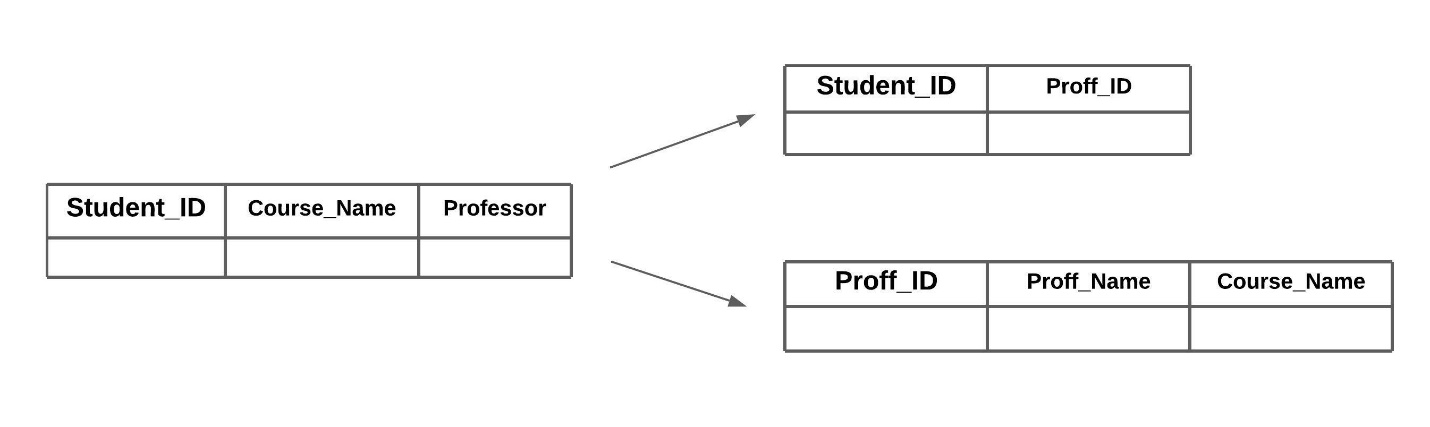 Student_ID Proff_ID
Student_ID Course_Name Professor
Proff_ID Proff_Name Course_Name